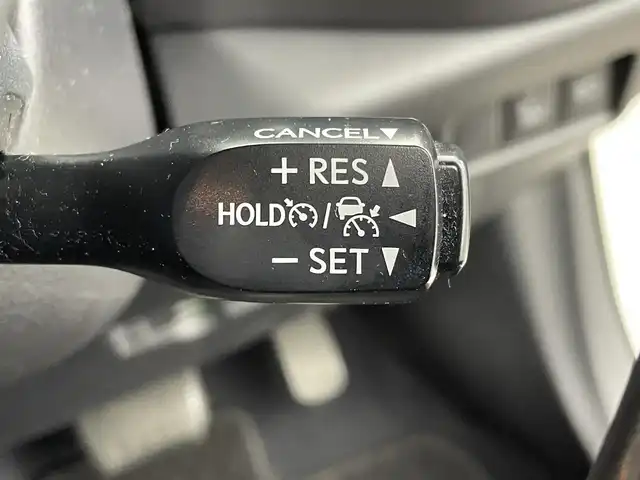 CANCEL▼
+ RES ▲
HOLD / ◀
− SET ▼